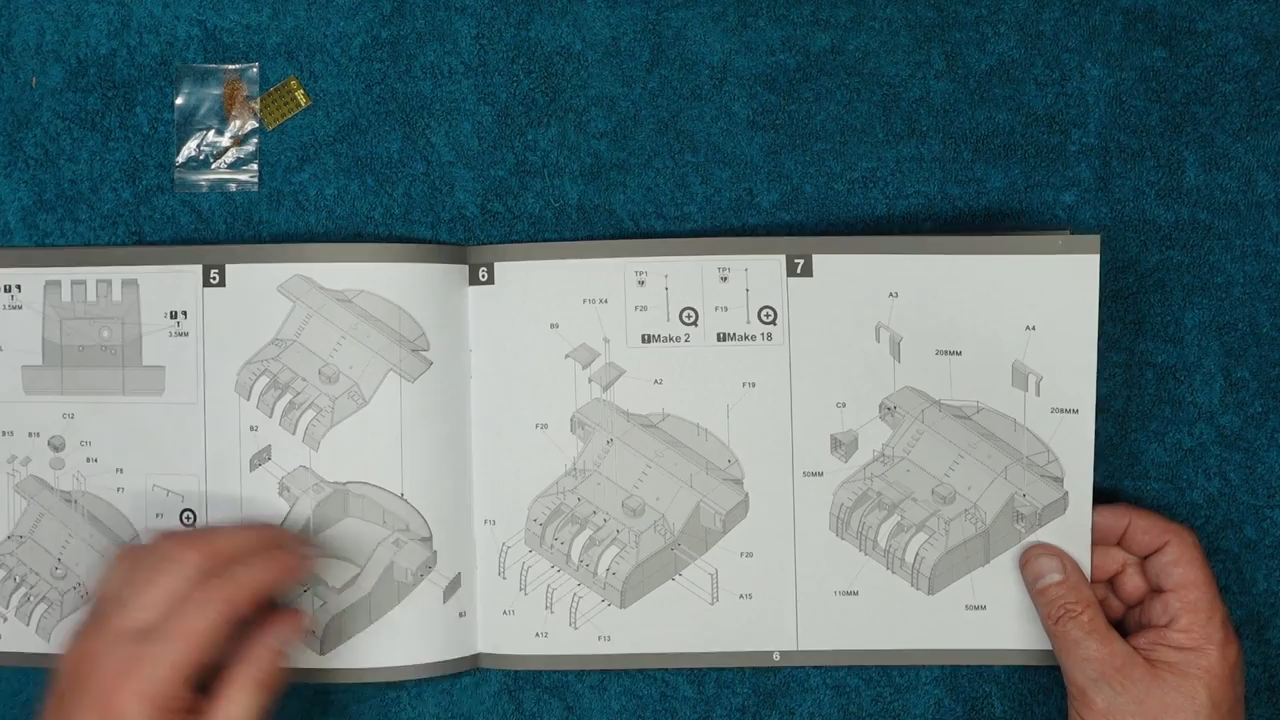 3.5MM
2
3.5MM
C12
B15
B16
C11
B14
F8
F7
F7
5
B2
B3
6
F10 X4
TP1
F20
Make 2
TP1
F19
Make 18
B9
A2
F19
F20
F13
F20
A15
A11
A12
F13
7
A3
208MM
A4
C9
208MM
50MM
110MM
50MM
6